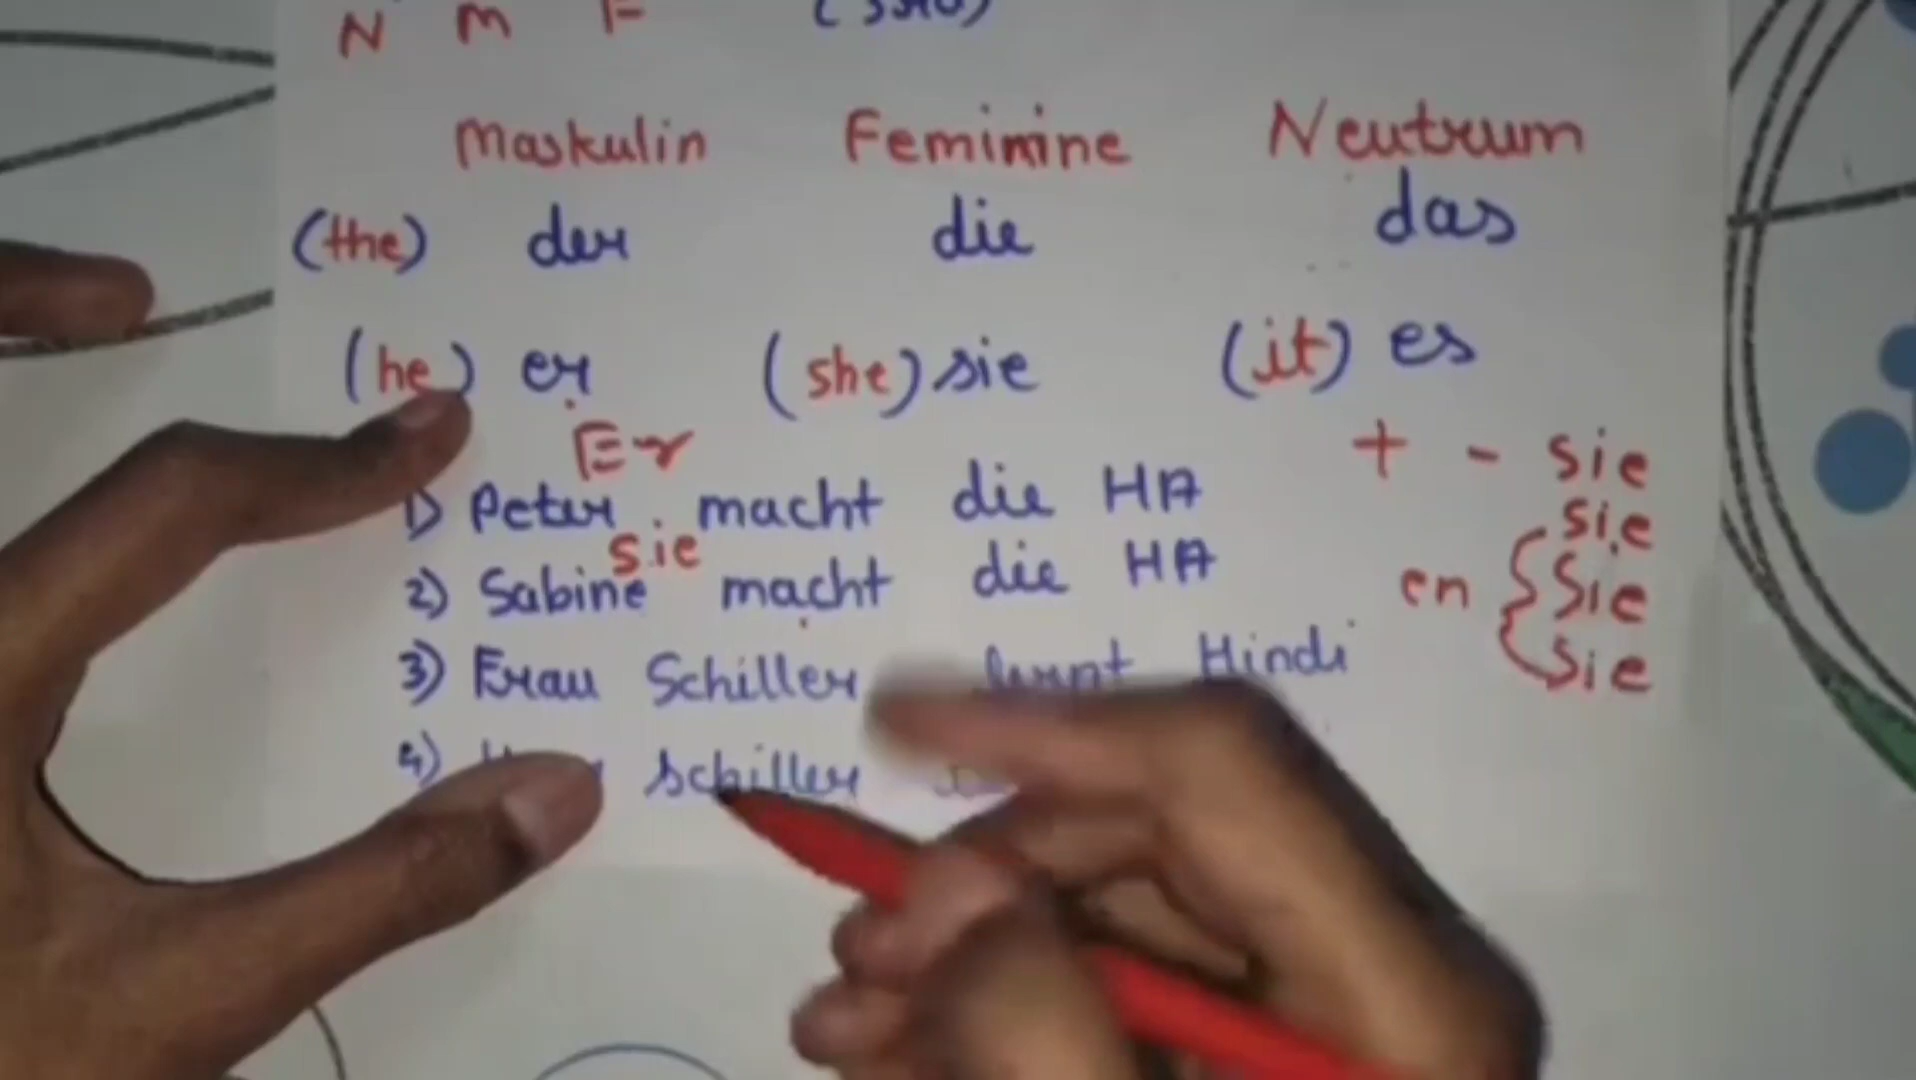 N M F
Maskulin Feminine Neutrum
(the) der die das
(he) er (she) sie (it) es
Er
+ - sie
1) Peter macht die HA
sie
sie
2) Sabine macht die HA
en { Sie
3) Frau Schiller lernt Hindi
sie
4) Schiller